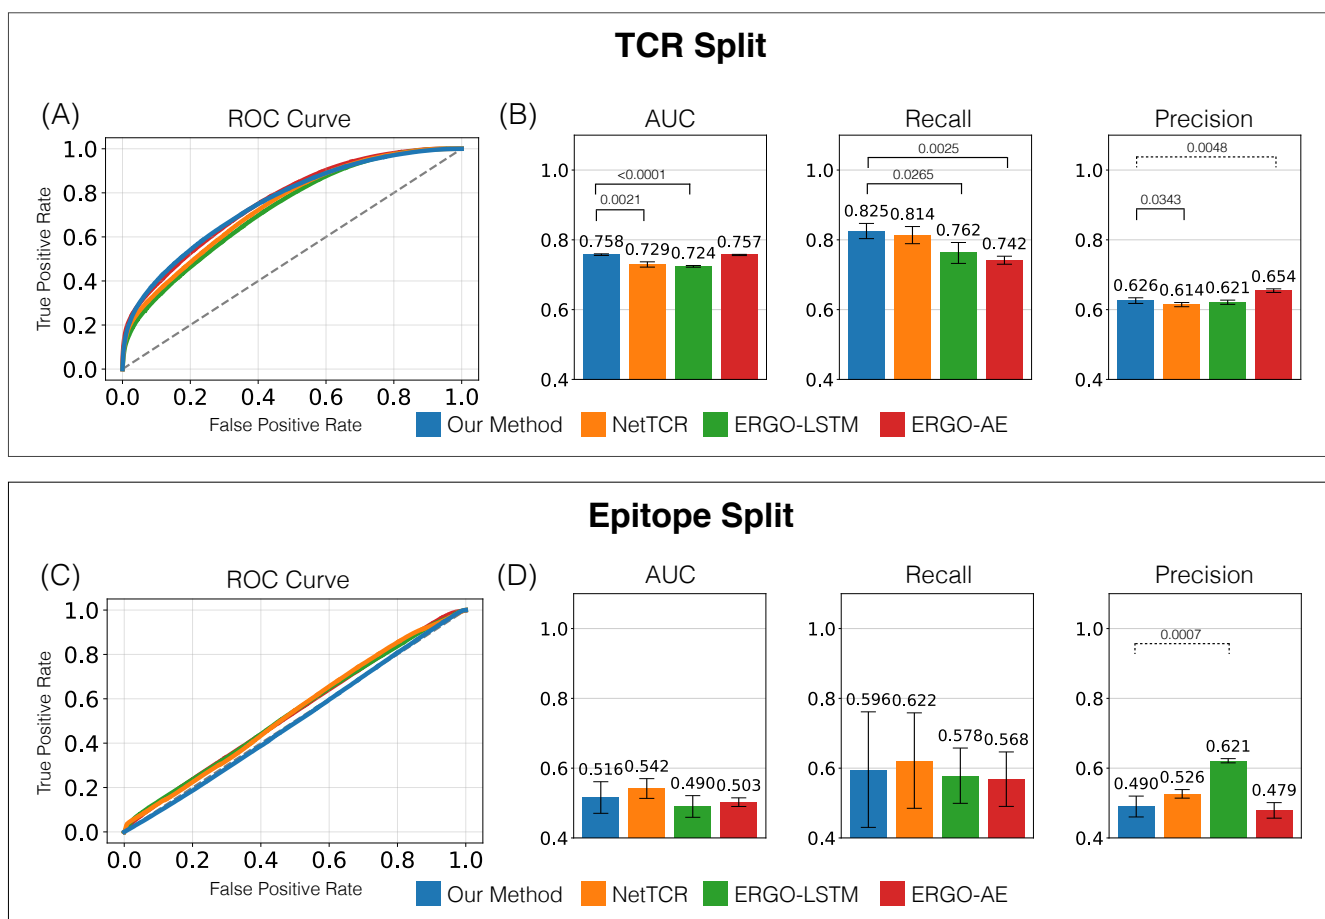 TCR Split
(A)
ROC Curve
True Positive Rate
1.0
0.8
0.6
0.4
0.2
0.0
0.0 0.2 0.4 0.6 0.8 1.0
False Positive Rate
(B)
AUC
1.0
0.8
0.6
0.4
<0.0001
0.0021
0.758 0.729 0.724 0.757
Recall
1.0
0.8
0.6
0.4
0.0025
0.0265
0.825 0.814 0.762 0.742
Precision
1.0
0.8
0.6
0.4
0.0048
0.0343
0.626 0.614 0.621 0.654
Our Method NetTCR ERGO-LSTM ERGO-AE
Epitope Split
(C)
ROC Curve
True Positive Rate
1.0
0.8
0.6
0.4
0.2
0.0
0.0 0.2 0.4 0.6 0.8 1.0
False Positive Rate
(D)
AUC
1.0
0.8
0.6
0.4
0.516 0.542 0.490 0.503
Recall
1.0
0.8
0.6
0.4
0.596 0.622 0.578 0.568
Precision
1.0
0.8
0.6
0.4
0.0007
0.490 0.526 0.621 0.479
Our Method NetTCR ERGO-LSTM ERGO-AE